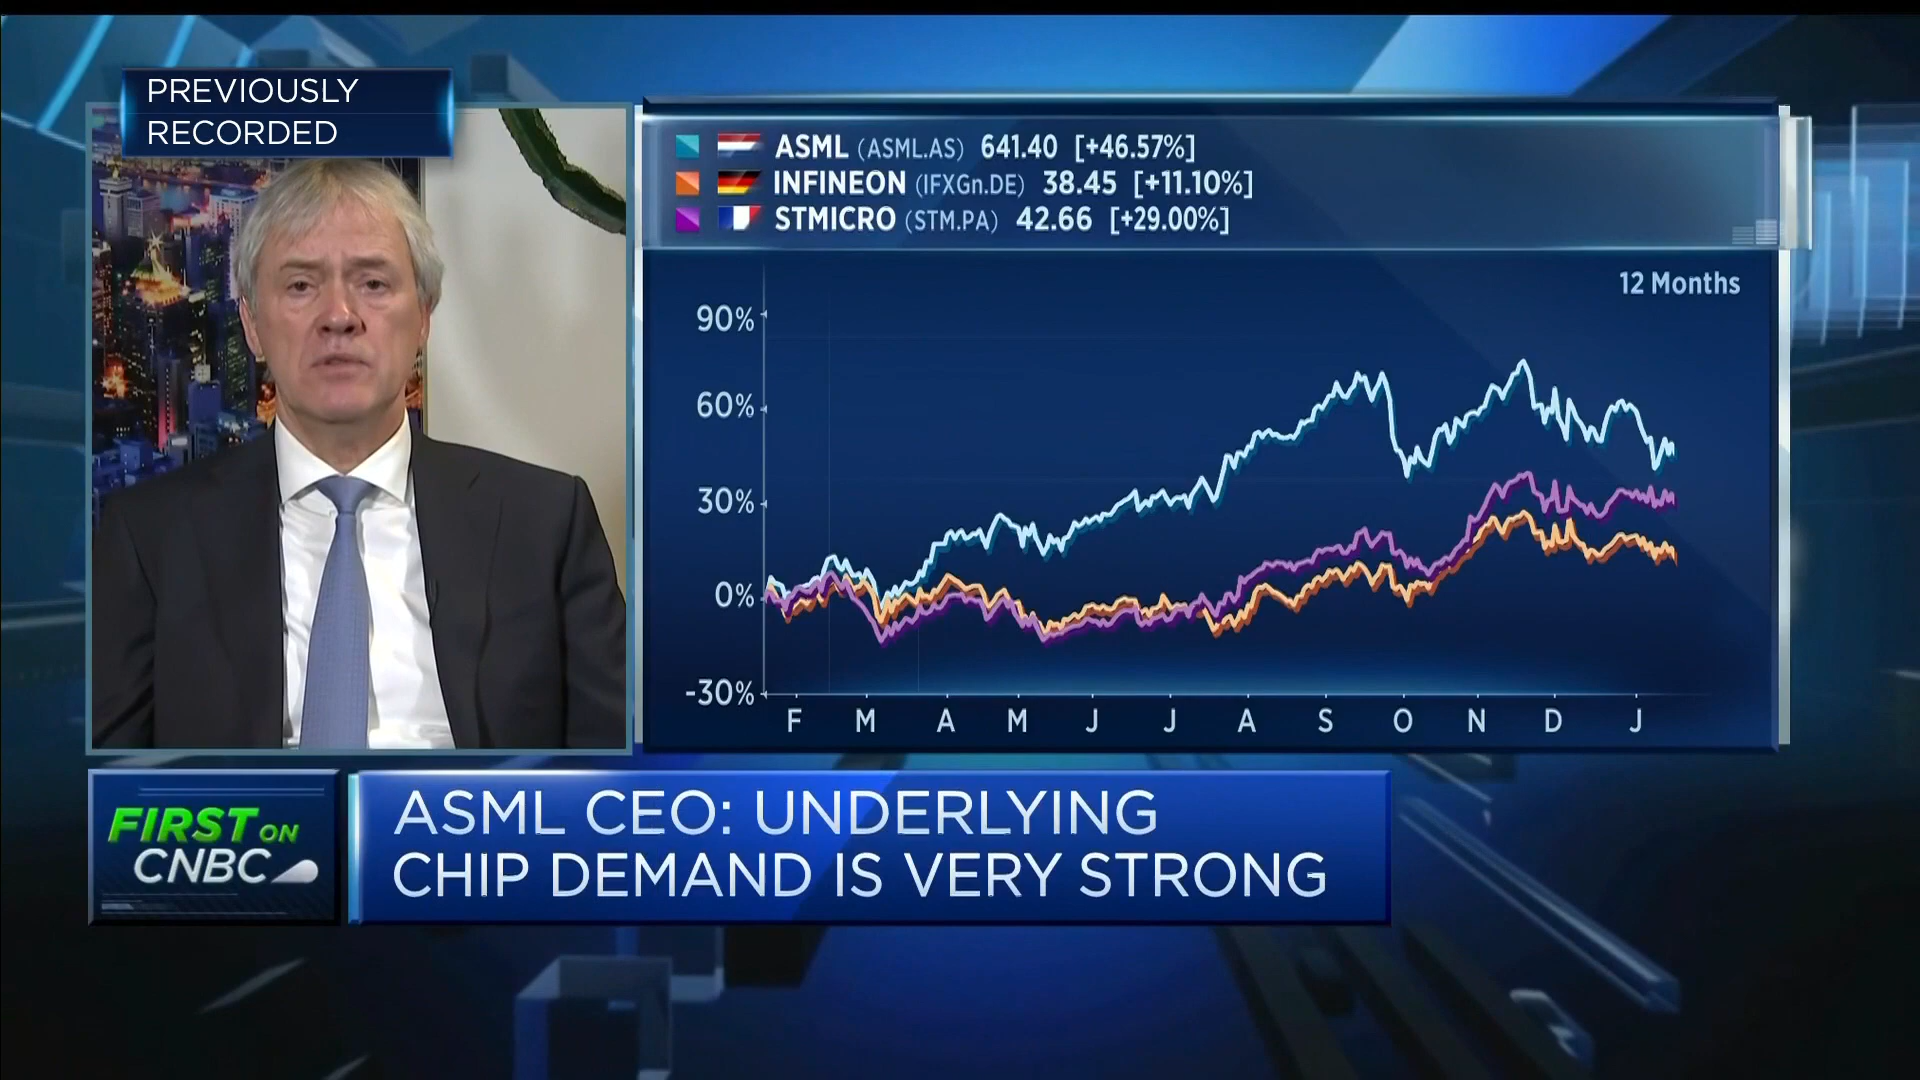 PREVIOUSLY
RECORDED
ASML (ASML.AS) 641.40 [+46.57%]
INFINEON (IFXGn.DE) 38.45 [+11.10%]
STMICRO (STM.PA) 42.66 [+29.00%]
12 Months
90%
60%
30%
0%
-30%
F M A M J J A S O N D J
FIRST ON
CNBC
ASML CEO: UNDERLYING
CHIP DEMAND IS VERY STRONG